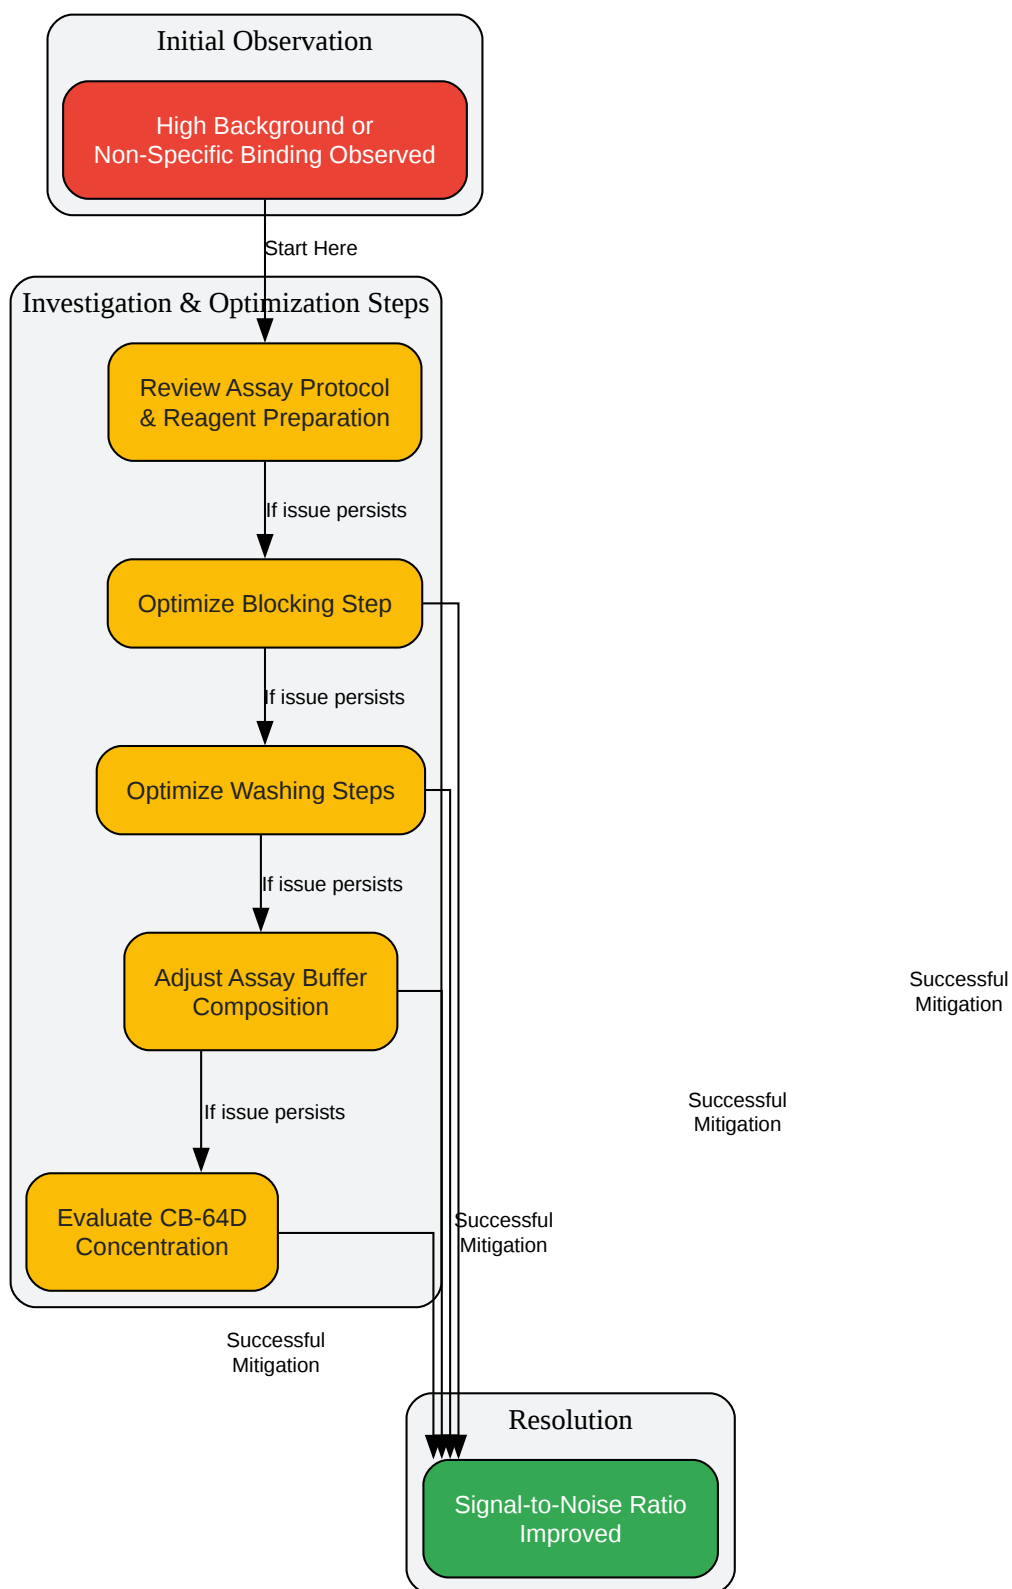 Initial Observation
High Background or
Non-Specific Binding Observed
Start Here
Investigation & Optimization Steps
Review Assay Protocol
& Reagent Preparation
If issue persists
Optimize Blocking Step
If issue persists
Optimize Washing Steps
If issue persists
Adjust Assay Buffer
Composition
Successful
Mitigation
If issue persists
Successful
Mitigation
Evaluate CB-64D
Concentration
Successful
Mitigation
Successful
Mitigation
Resolution
Signal-to-Noise Ratio
Improved